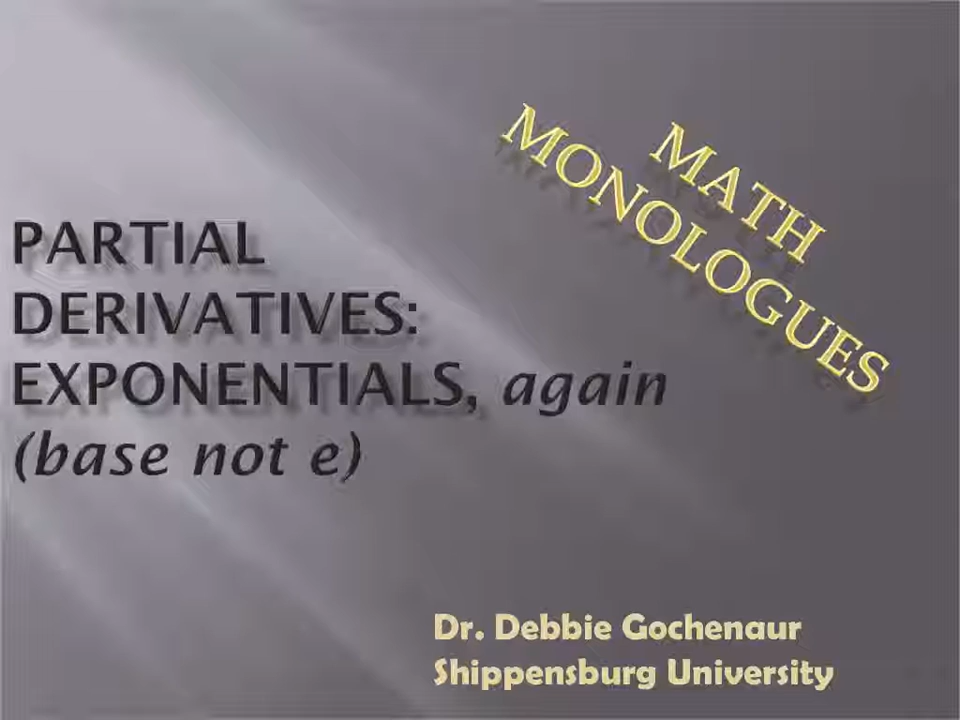 MATH
MONOLOGUES
PARTIAL
DERIVATIVES:
EXPONENTIALS, again
(base not e)
Dr. Debbie Gochenaur
Shippensburg University